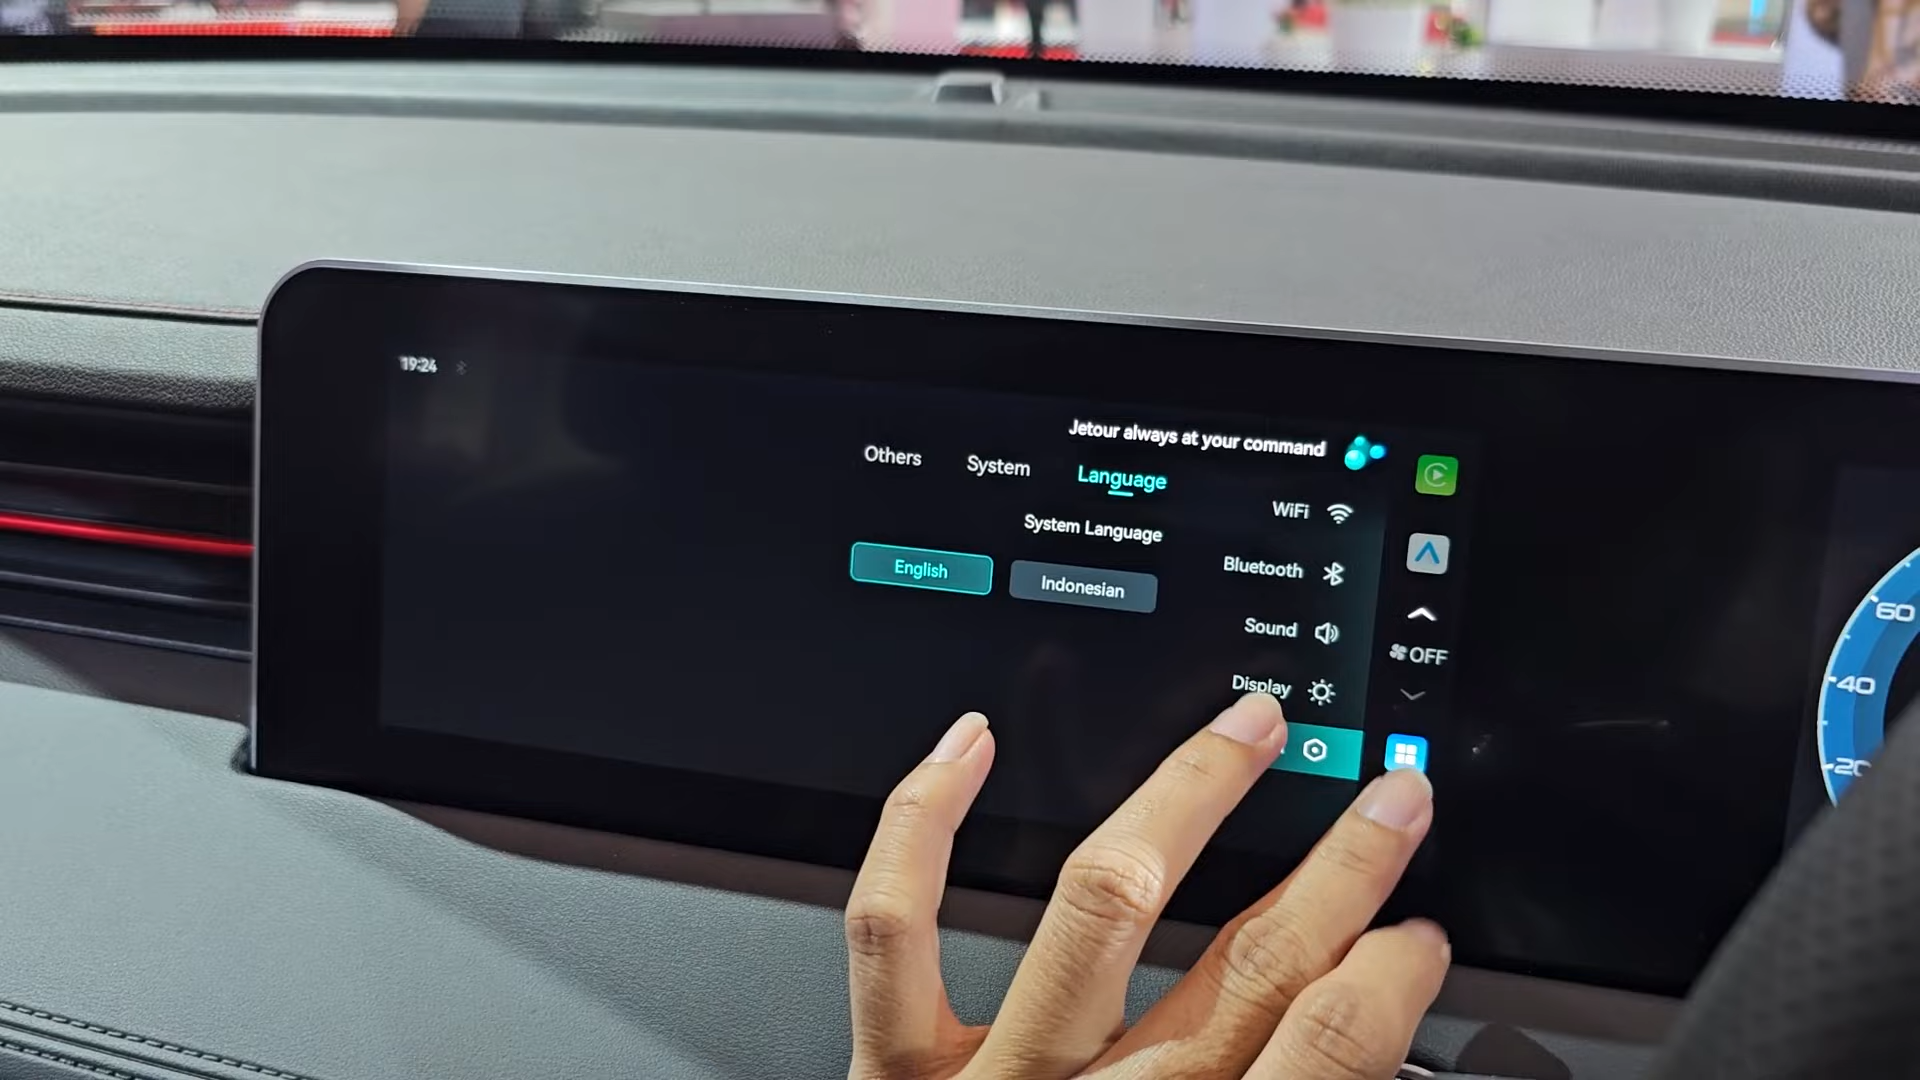 19:24
Jetour always at your command
Others
System
Language
System Language
English
Indonesian
WiFi
Bluetooth
Sound
Display
OFF
60
40
20